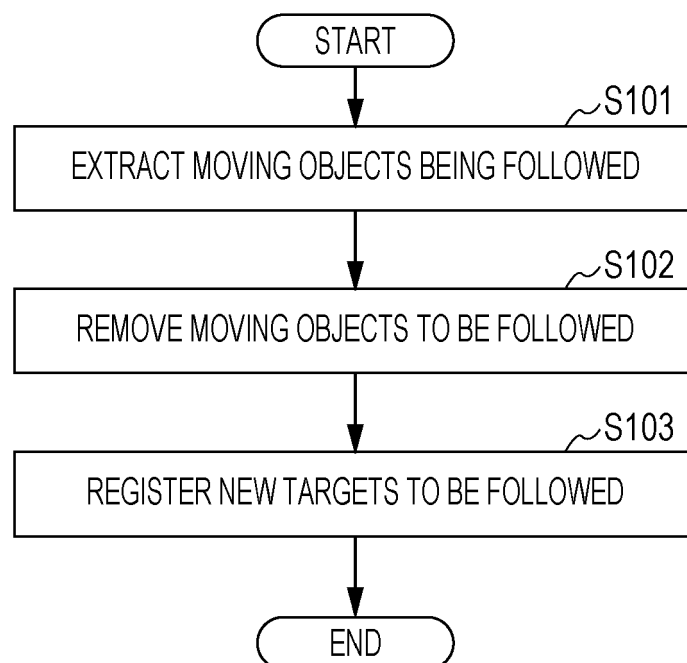 START
S101
EXTRACT MOVING OBJECTS BEING FOLLOWED
S102
REMOVE MOVING OBJECTS TO BE FOLLOWED
S103
REGISTER NEW TARGETS TO BE FOLLOWED
END